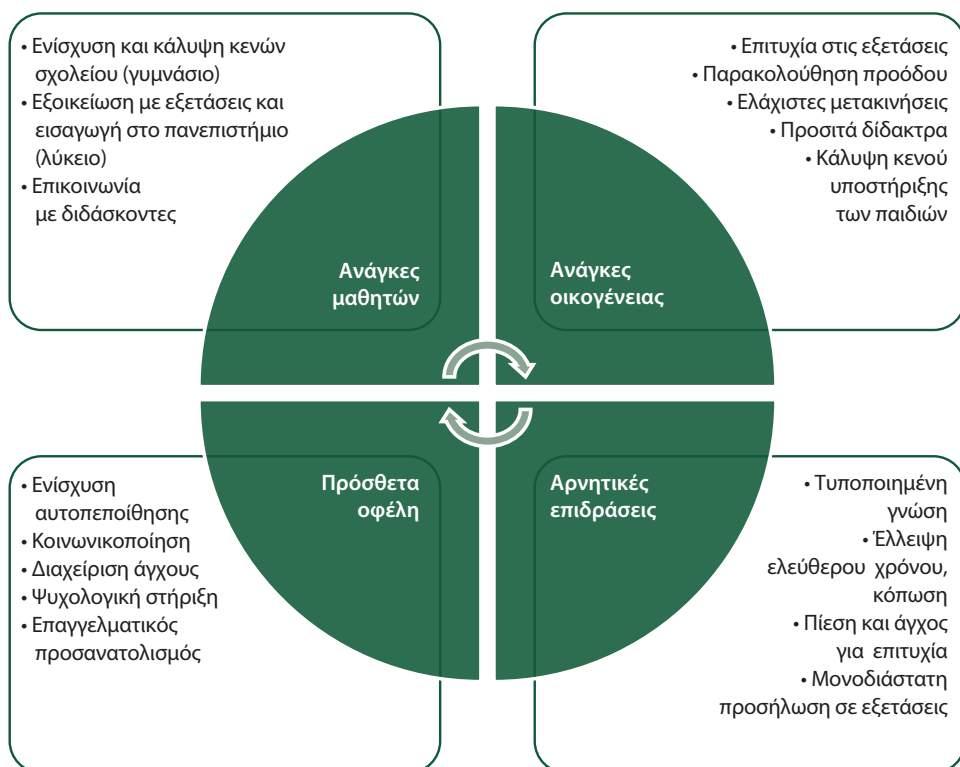 • Ενίσχυση και κάλυψη κενών
σχολείου (γυμνάσιο)
• Εξοικείωση με εξετάσεις και
εισαγωγή στο πανεπιστήμιο
(λύκειο)
• Επικοινωνία
με διδάσκοντες
Ανάγκες
μαθητών
• Επιτυχία στις εξετάσεις
• Παρακολούθηση προόδου
• Ελάχιστες μετακινήσεις
• Προσιτά δίδακτρα
• Κάλυψη κενού
υποστήριξης
των παιδιών
Ανάγκες
οικογένειας
Πρόσθετα
οφέλη
• Ενίσχυση
αυτοπεποίθησης
• Κοινωνικοποίηση
• Διαχείριση άγχους
• Ψυχολογική στήριξη
• Επαγγελματικός
προσανατολισμός
Αρνητικές
επιδράσεις
• Τυποποιημένη
γνώση
• Έλλειψη
ελεύθερου χρόνου,
κόπωση
• Πίεση και άγχος
για επιτυχία
• Μονοδιάστατη
προσήλωση σε εξετάσεις